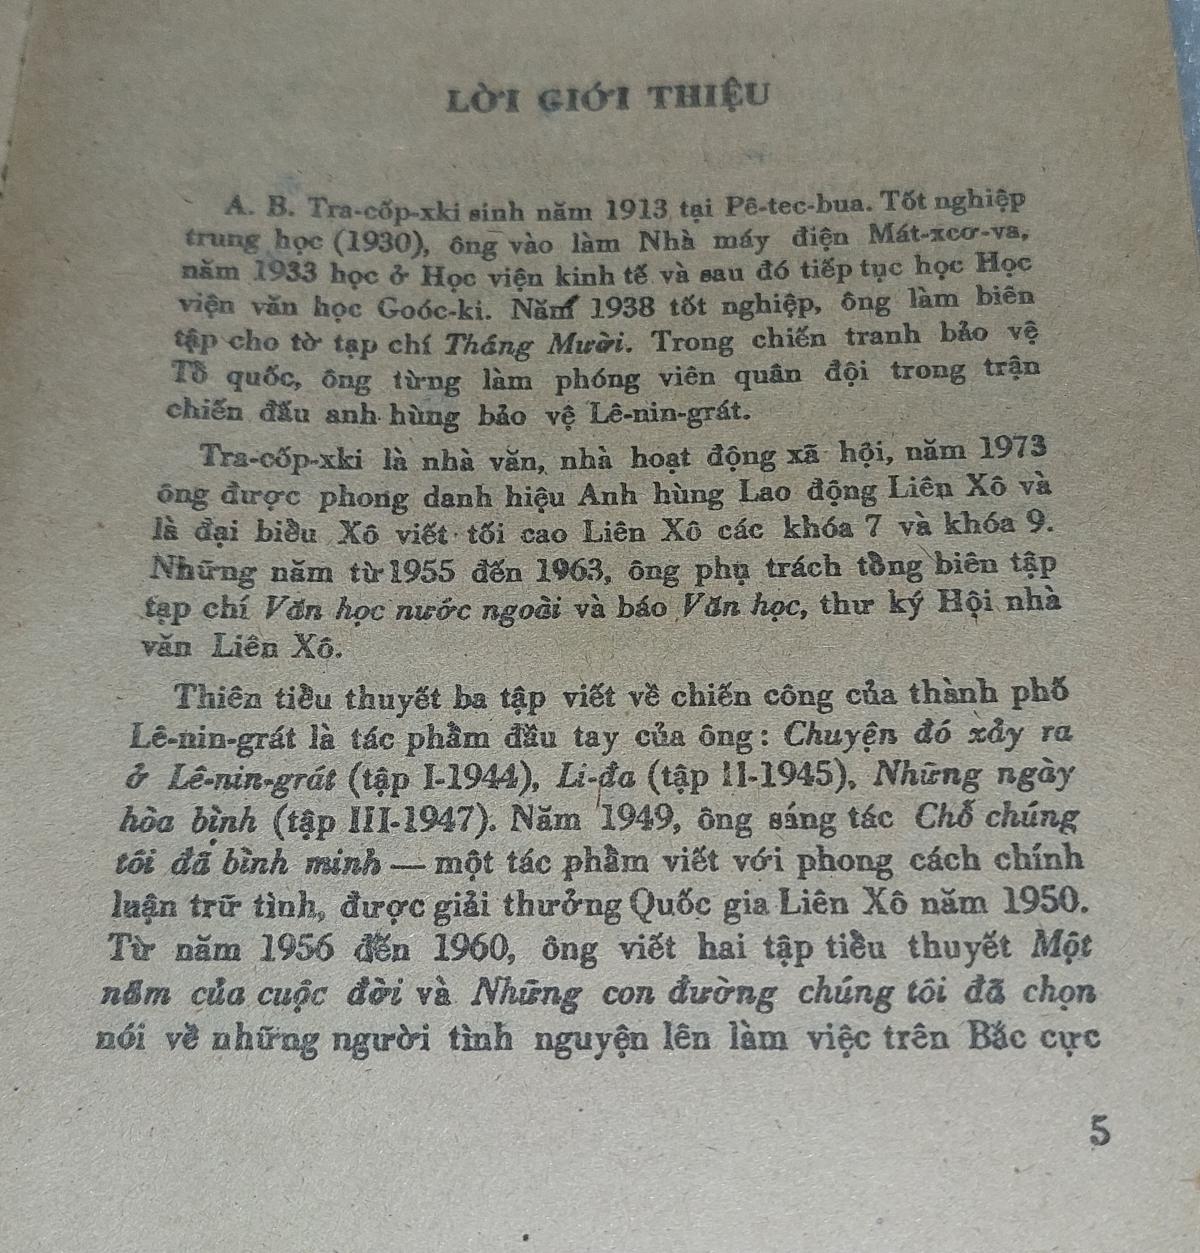 LỜI GIỚI THIỆU
A. B. Tra-cốp-xki sinh năm 1913 tại Pê-tec-bua. Tốt nghiệp
trung học (1930), ông vào làm Nhà máy điện Mát-xcơ-va,
năm 1933 học ở Học viện kinh tế và sau đó tiếp tục học Học
viện văn học Goóc-ki. Năm 1938 tốt nghiệp, ông làm biên
tập cho tờ tạp chí Tháng Mười. Trong chiến tranh bảo vệ
Tổ quốc, ông từng làm phóng viên quân đội trong trận
chiến đấu anh hùng bảo vệ Lê-nin-grát.
Tra-cốp-xki là nhà văn, nhà hoạt động xã hội, năm 1973
ông được phong danh hiệu Anh hùng Lao động Liên Xô và
là đại biểu Xô viết tối cao Liên Xô các khóa 7 và khóa 9.
Những năm từ 1955 đến 1963, ông phụ trách tổng biên tập
tạp chí Văn học nước ngoài và báo Văn học, thư ký Hội nhà
văn Liên Xô.
Thiên tiểu thuyết ba tập viết về chiến công của thành phố
Lê-nin-grát là tác phẩm đầu tay của ông: Chuyện đó xảy ra
ở Lê-nin-grát (tập I-1944), Li-đa (tập II-1945), Những ngày
hòa bình (tập III-1947). Năm 1949, ông sáng tác Chỗ chúng
tôi đã bình minh — một tác phẩm viết với phong cách chính
luận trữ tình, được giải thưởng Quốc gia Liên Xô năm 1950.
Từ năm 1956 đến 1960, ông viết hai tập tiểu thuyết Một
năm của cuộc đời và Những con đường chúng tôi đã chọn
nói về những người tình nguyện lên làm việc trên Bắc cực
5